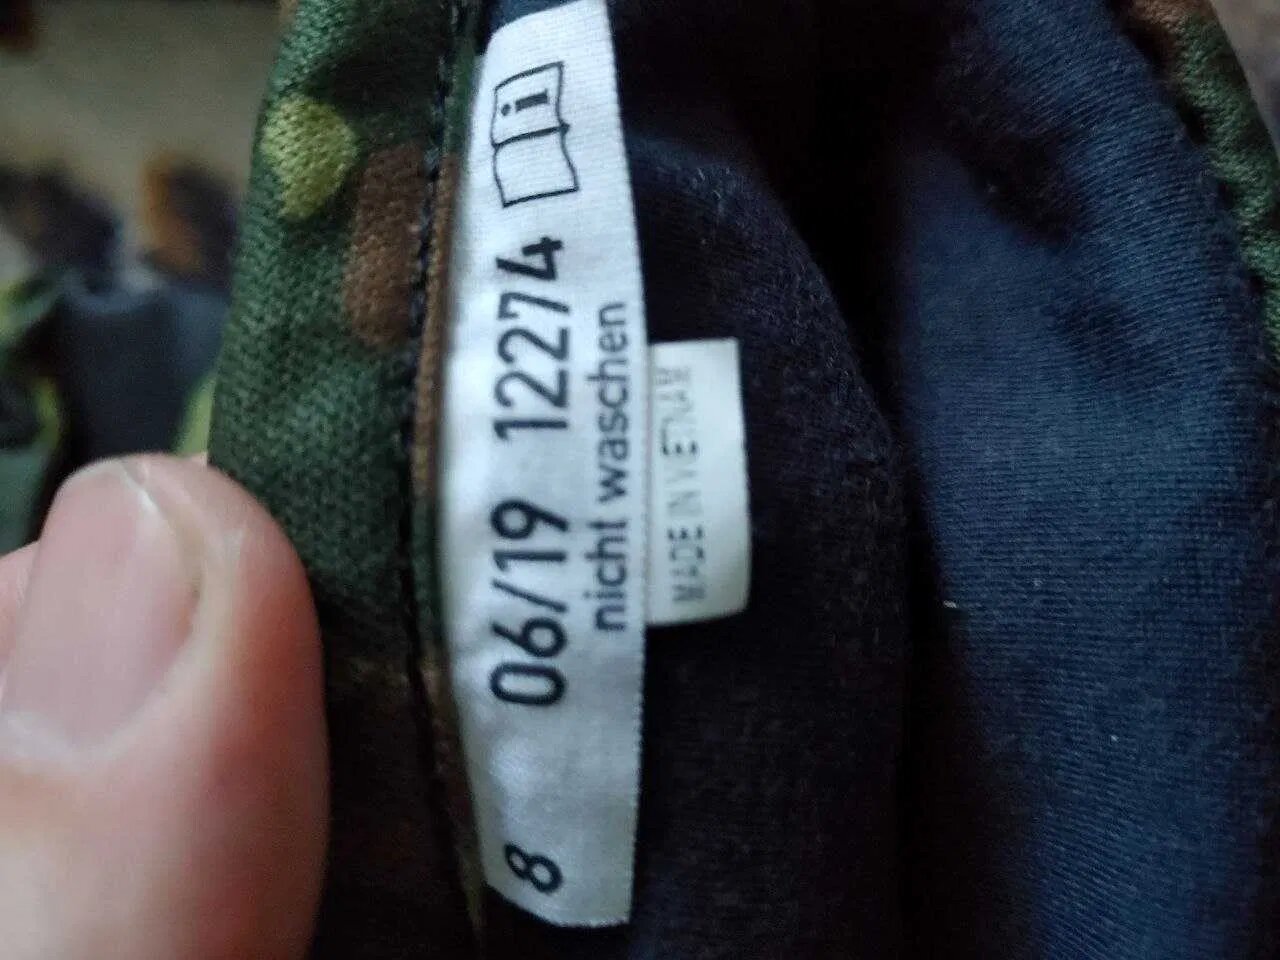 8 06/19 12274 i
nicht waschen
MADE IN VIETNAM